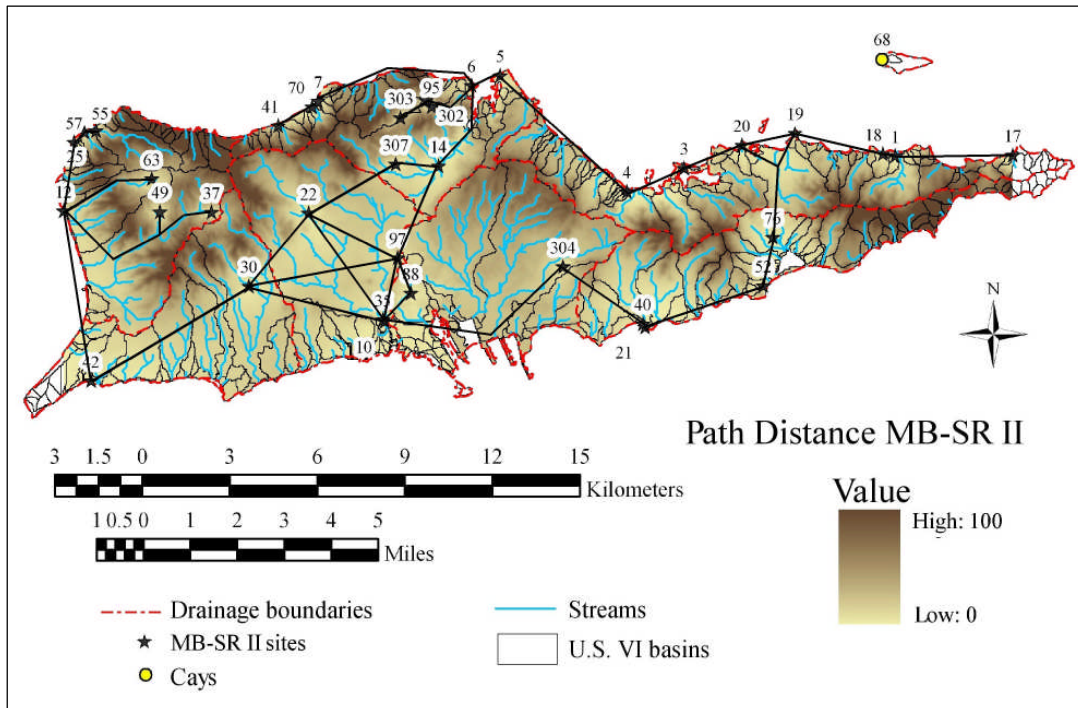 68
5
6
7
70
95
303
302
41
55
57
25
19
20
18
1
17
14
307
3
63
4
49
37
12
22
76
97
304
88
30
52
35
40
10
21
42
N
Path Distance MB-SR II
3 1.5 0 3 6 9 12 15
Kilometers
1 0.5 0 1 2 3 4 5
Miles
Value
High: 100
Low: 0
Drainage boundaries
MB-SR II sites
Cays
Streams
U.S. VI basins